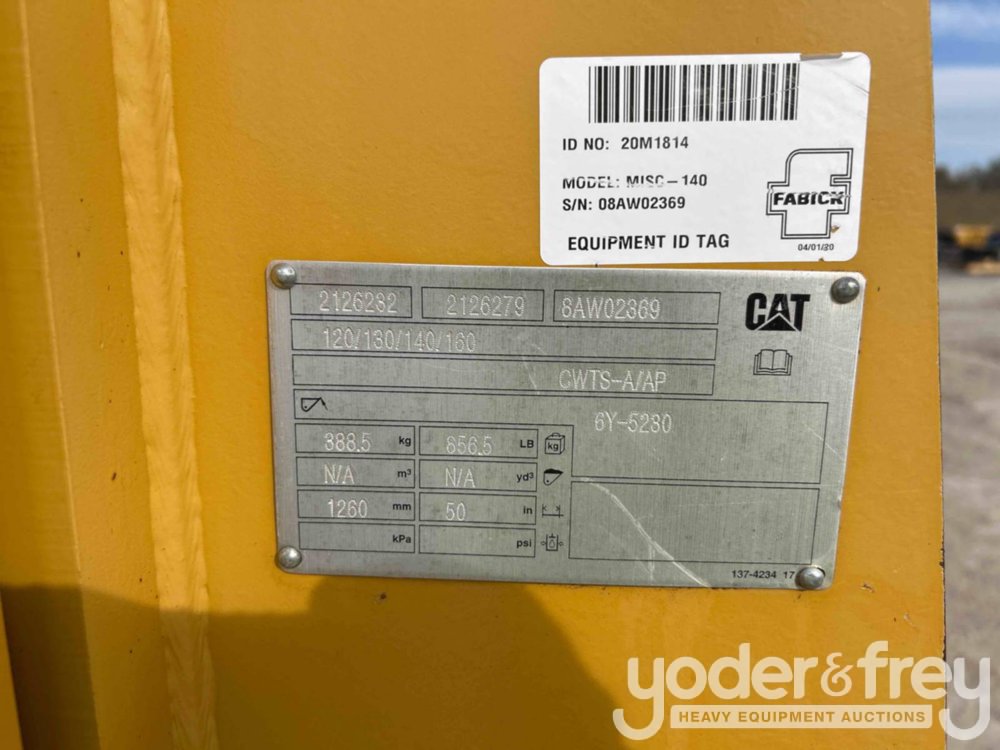 ID NO: 20M1814
MODEL: MISC-140
S/N: 08AW02369
FABICK
EQUIPMENT ID TAG
04/01/20
2126282 2126279 8AW02369
CAT
120/130/140/160
CWTS-A/AP
6Y-5230
388.5 kg 856.5 LB kg
N/A m³ N/A yd³
1260 mm 50 in
kPa psi
137-4234 17
yoder&frey
HEAVY EQUIPMENT AUCTIONS